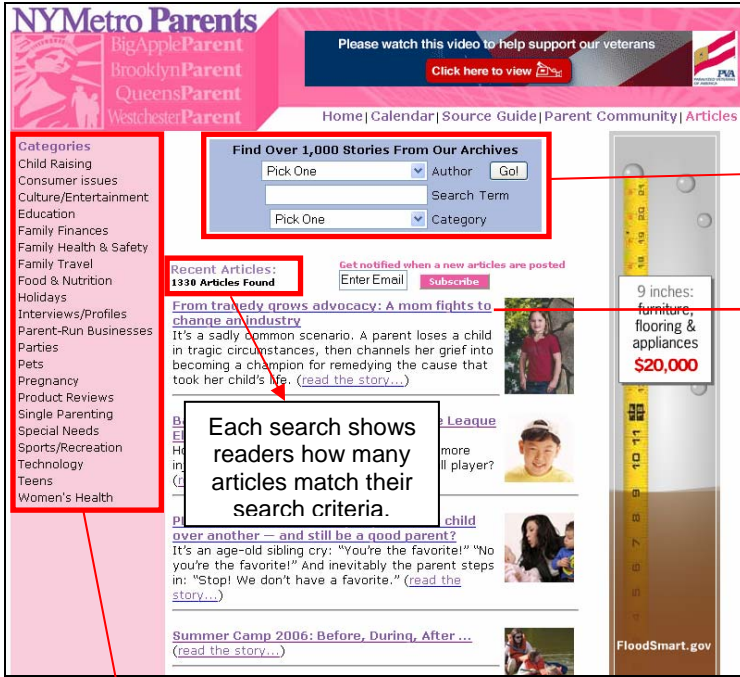 NYMetro Parents
BigAppleParent
BrooklynParent
QueensParent
WestchesterParent
Please watch this video to help support our veterans
Click here to view
PVA
Home|Calendar|Source Guide|Parent Community|Articles
Categories
Child Raising
Consumer issues
Culture/Entertainment
Education
Family Finances
Family Health & Safety
Family Travel
Food & Nutrition
Holidays
Interviews/Profiles
Parent-Run Businesses
Parties
Pets
Pregnancy
Product Reviews
Single Parenting
Special Needs
Sports/Recreation
Technology
Teens
Women's Health
Find Over 1,000 Stories From Our Archives
Pick One Author Go!
Search Term
Pick One Category
Recent Articles:
1330 Articles Found
Get notified when a new articles are posted
Enter Email Subscribe
From tragedy grows advocacy: A mom fights to
change an industry
It's a sadly common scenario. A parent loses a child
in tragic circumstances, then channels her grief into
becoming a champion for remedying the cause that
took her child's life. (read the story...)
League
more
player?
Each search shows
readers how many
articles match their
search criteria.
child
over another — and still be a good parent?
It's an age-old sibling cry: "You're the favorite!" "No
you're the favorite!" And inevitably the parent steps
in: "Stop! We don't have a favorite." (read the
story...)
Summer Camp 2006: Before, During, After ...
(read the story...)
9 inches:
furniture,
flooring &
appliances
$20,000
FloodSmart.gov